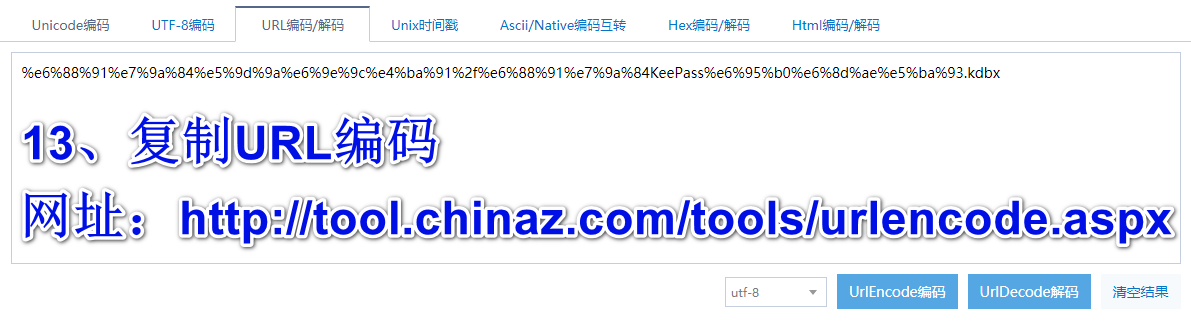 Unicode编码 UTF-8编码 URL编码/解码 Unix时间戳 Ascii/Native编码互转 Hex编码/解码 Html编码/解码
%e6%88%91%e7%9a%84%e5%9d%9a%e6%9e%9c%e4%ba%91%2f%e6%88%91%e7%9a%84KeePass%e6%95%b0%e6%8d%ae%e5%ba%93.kdbx
13、复制URL编码
网址：http://tool.chinaz.com/tools/urlencode.aspx
utf-8 UrlEncode编码 UrlDecode解码 清空结果